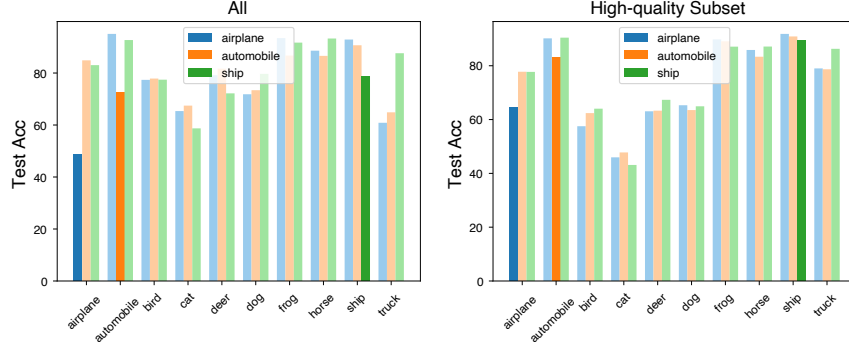 All
High-quality Subset
Test Acc
80
60
40
20
0
airplane
automobile
ship
airplane
automobile
bird
cat
deer
dog
frog
horse
ship
truck
Test Acc
80
60
40
20
0
airplane
automobile
ship
airplane
automobile
bird
cat
deer
dog
frog
horse
ship
truck